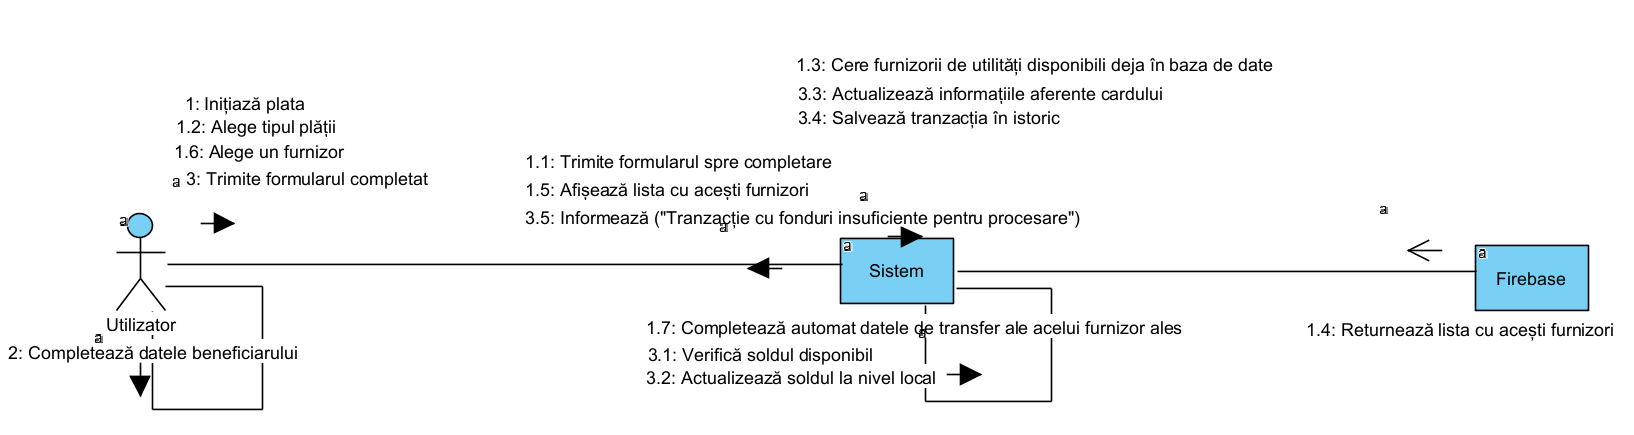 1.3: Cere furnizorii de utilități disponibili deja în baza de date
3.3: Actualizează informațiile aferente cardului
3.4: Salvează tranzacția în istoric
1: Inițiază plata
1.2: Alege tipul plății
1.6: Alege un furnizor
a 3: Trimite formularul completat
1.1: Trimite formularul spre completare
1.5: Afișează lista cu acești furnizori
a
3.5: Informează ("Tranzacție cu fonduri insuficiente pentru procesare")
a
a
a
a
Sistem
a
Firebase
Utilizator
a
2: Completează datele beneficiarului
1.7: Completează automat datele de transfer ale acelui furnizor ales
a
3.1: Verifică soldul disponibil
3.2: Actualizează soldul la nivel local
1.4: Returnează lista cu acești furnizori